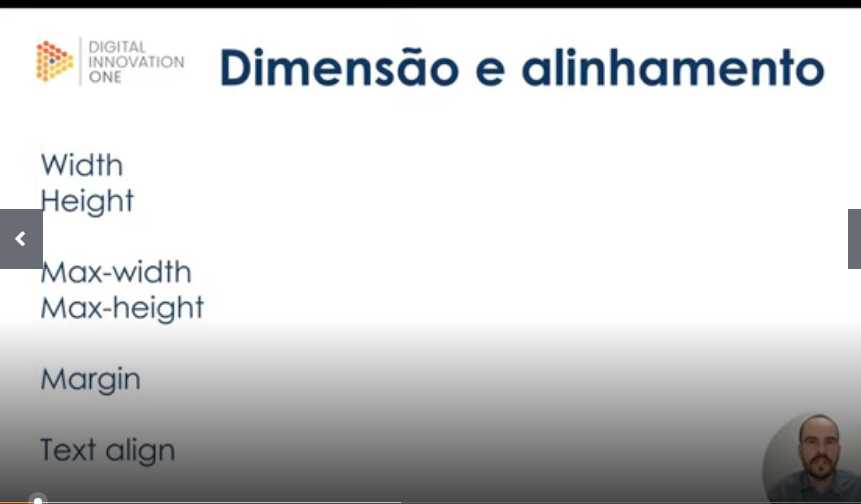 DIGITAL
INNOVATION
ONE
Dimensão e alinhamento
Width
Height
Max-width
Max-height
Margin
Text align